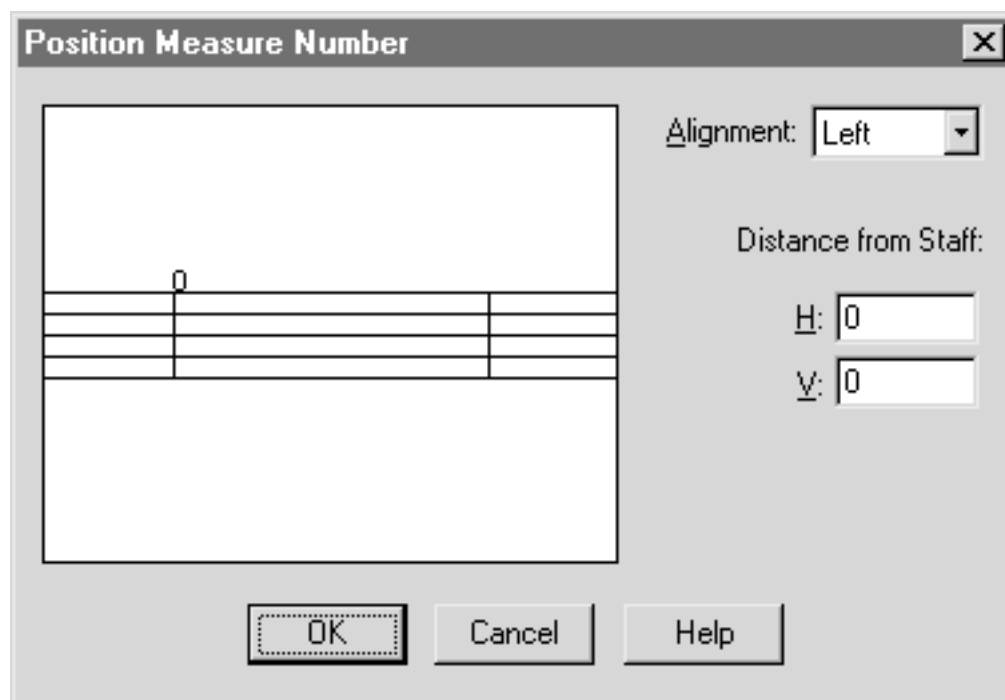 Position Measure Number
Alignment: Left
Distance from Staff:
0
H: 0
V: 0
OK Cancel Help